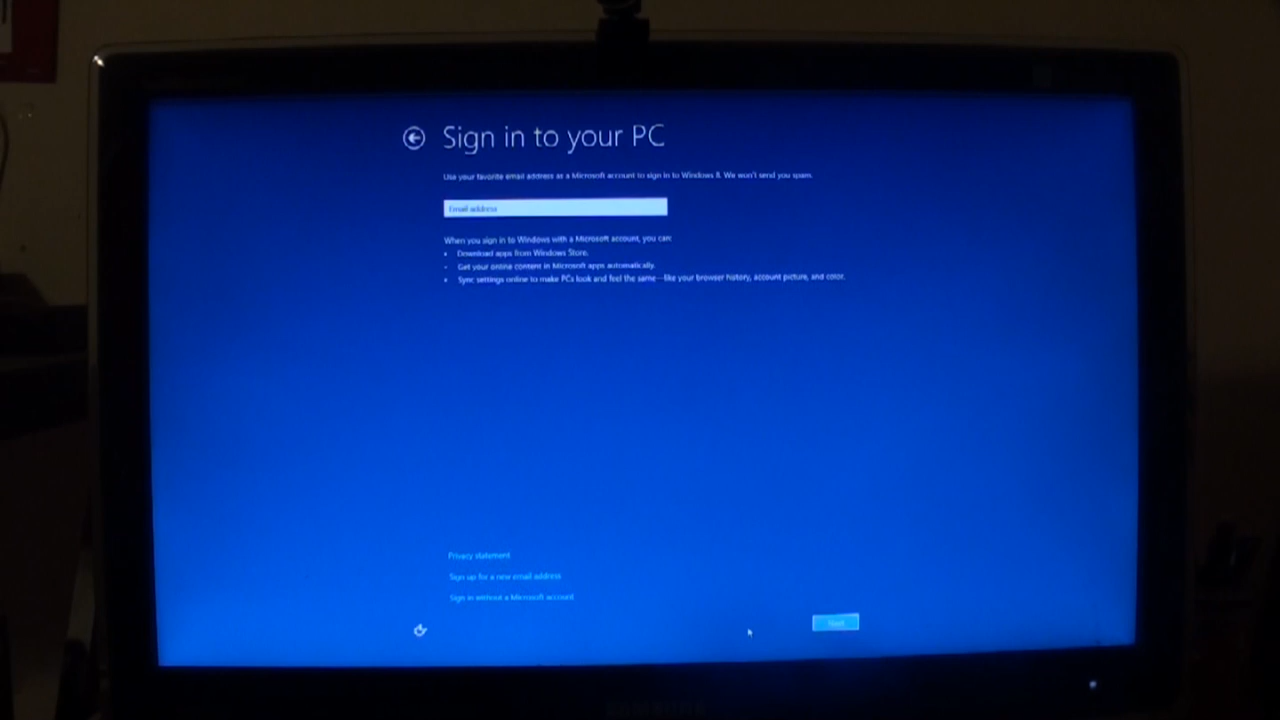 Sign in to your PC
Use your favorite email address as a Microsoft account to sign in to Windows 8. We won't send you spam.
Email address
When you sign in to Windows with a Microsoft account, you can:
• Download apps from Windows Store.
• Get your online content in Microsoft apps automatically.
• Sync settings online to make PCs look and feel the same—like your browser history, account picture, and color.
Privacy statement
Sign up for a new email address
Sign in without a Microsoft account
Next